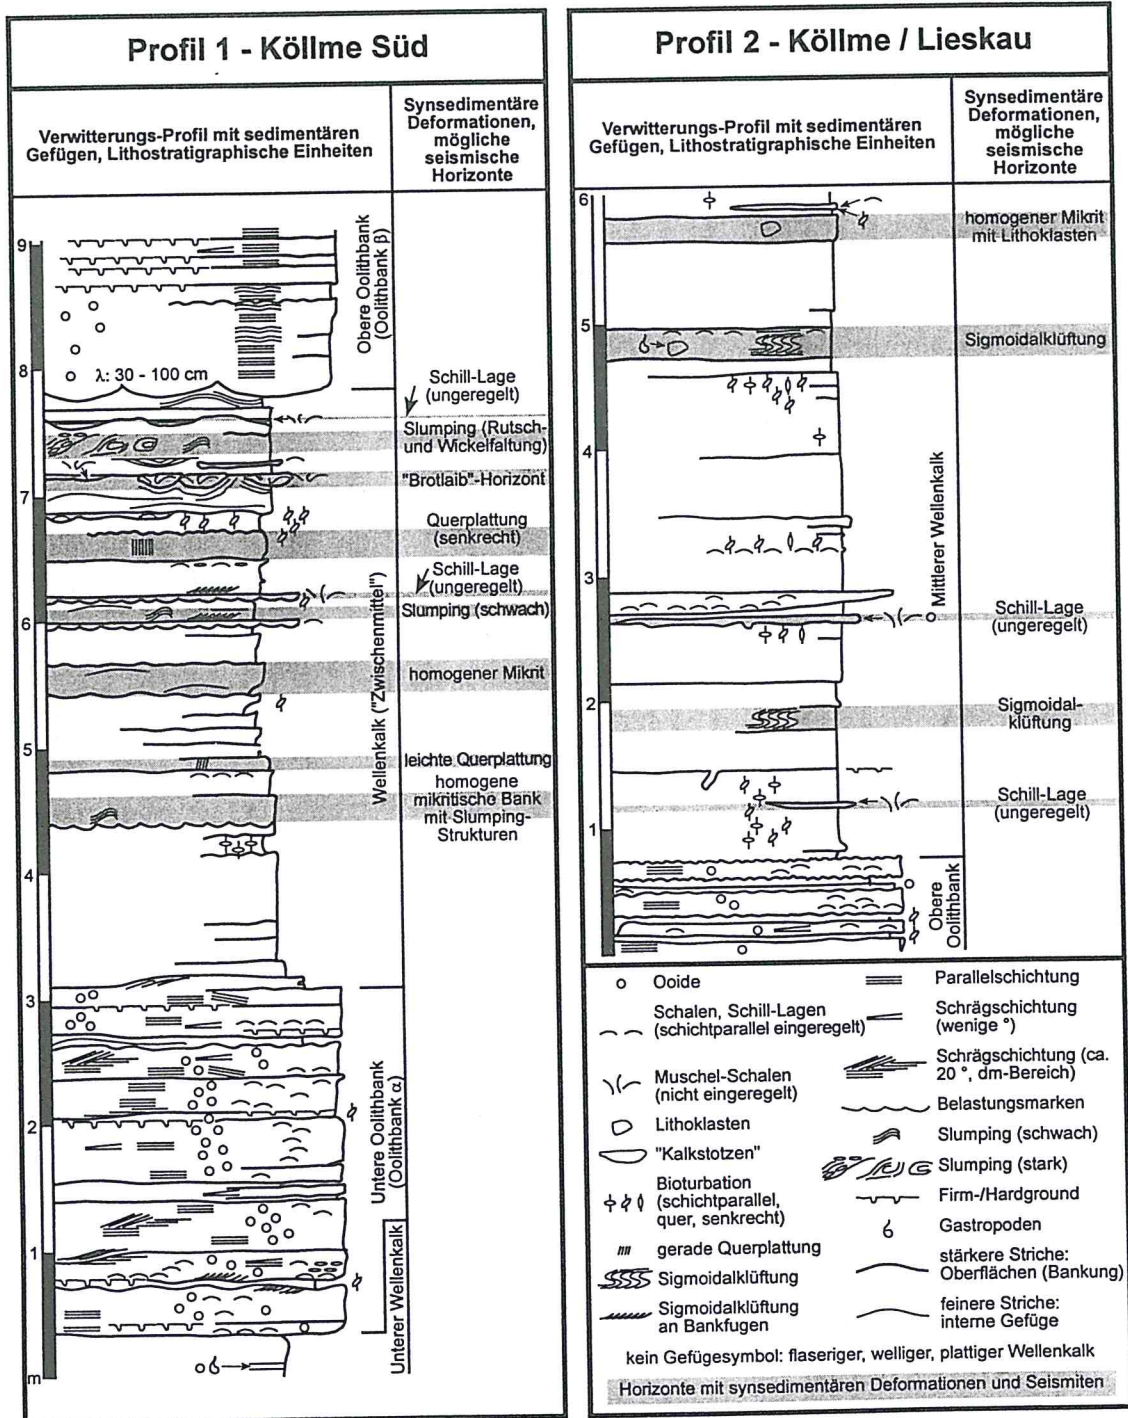 Profil 1 - Köllme Süd
Verwitterungs-Profil mit sedimentären
Gefügen, Lithostratigraphische Einheiten
Synsedimentäre
Deformationen,
mögliche
seismische
Horizonte
9
8
7
6
5
4
3
2
1
m
λ: 30 - 100 cm
Obere Oolithbank
(Oolithbank β)
Wellenkalk ("Zwischenmittel")
Untere Oolithbank
(Oolithbank α)
Unterer Wellenkalk
Schill-Lage
(ungeregelt)
Slumping (Rutsch-
und Wickelfaltung)
"Brotlaib"-Horizont
Querplattung
(senkrecht)
Schill-Lage
(ungeregelt)
Slumping (schwach)
homogener Mikrit
leichte Querplattung
homogene
mikritische Bank
mit Slumping-
Strukturen
Profil 2 - Köllme / Lieskau
Verwitterungs-Profil mit sedimentären
Gefügen, Lithostratigraphische Einheiten
Synsedimentäre
Deformationen,
mögliche
seismische
Horizonte
6
5
4
3
2
1
Mittlerer Wellenkalk
Obere
Oolithbank
homogener Mikrit
mit Lithoklasten
Sigmoidalklüftung
Schill-Lage
(ungeregelt)
Sigmoidal-
klüftung
Schill-Lage
(ungeregelt)
Ooide
Schalen, Schill-Lagen
(schichtparallel eingeregelt)
Muschel-Schalen
(nicht eingeregelt)
Lithoklasten
"Kalkstotzen"
Bioturbation
(schichtparallel,
quer, senkrecht)
gerade Querplattung
Sigmoidalklüftung
Sigmoidalklüftung
an Bankfugen
Parallelschichtung
Schrägschichtung
(wenige °)
Schrägschichtung (ca.
20 °, dm-Bereich)
Belastungsmarken
Slumping (schwach)
Slumping (stark)
Firm-/Hardground
Gastropoden
stärkere Striche:
Oberflächen (Bankung)
feinere Striche:
interne Gefüge
kein Gefügesymbol: flaseriger, welliger, plattiger Wellenkalk
Horizonte mit synsedimentären Deformationen und Seismiten